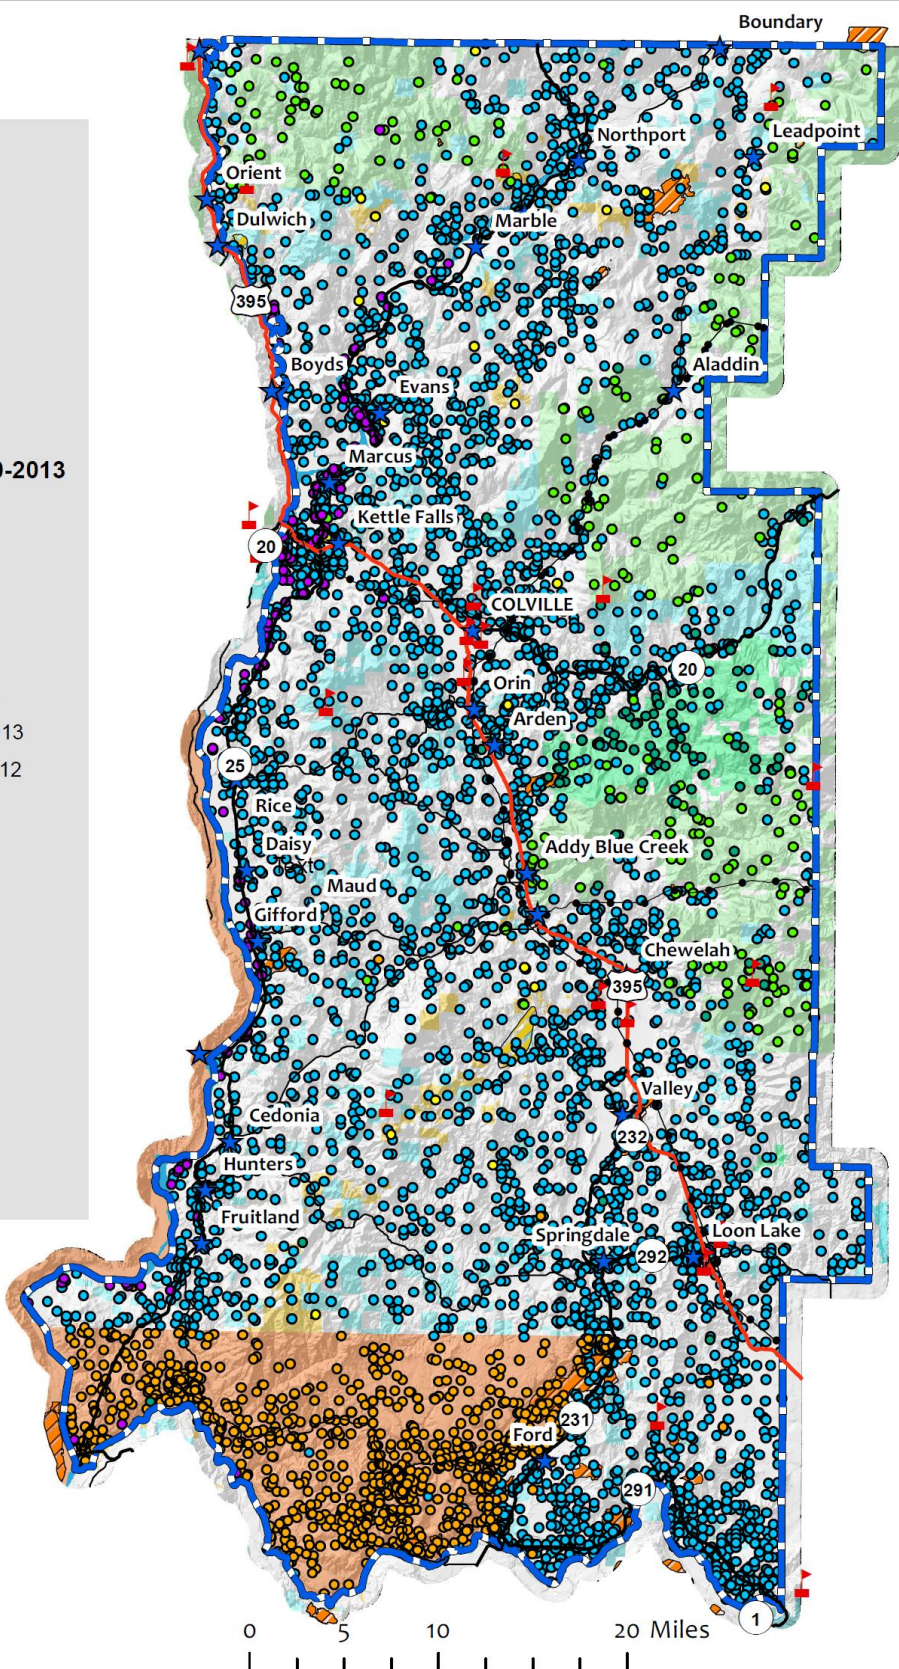 Boundary
Northport
Leadpoint
Orient
Dulwich
Marble
395
Boyds
Evans
Aladdin
Marcus
0-2013
Kettle Falls
20
COLVILLE
20
Orin
Arden
13
12
25
Rice
Daisy
Addy Blue Creek
Maud
Gifford
Chewelah
395
Valley
Cedonia
232
Hunters
Fruitland
Springdale
292
Loon Lake
231
Ford
291
1
0 5 10 20 Miles